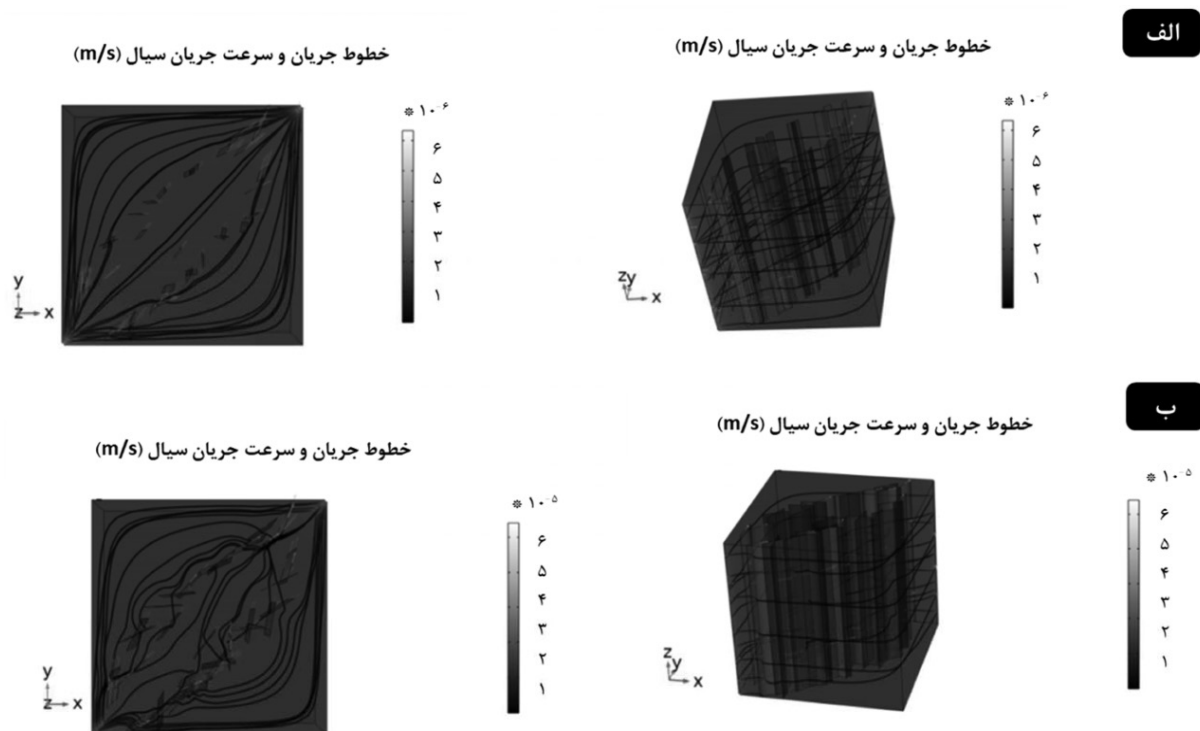 الف
خطوط جریان و سرعت جریان سیال (m/s)
* ۱۰⁻۶
۶
۵
۴
۳
۲
۱
zy
x
خطوط جریان و سرعت جریان سیال (m/s)
* ۱۰⁻۶
۶
۵
۴
۳
۲
۱
y
z x
ب
خطوط جریان و سرعت جریان سیال (m/s)
* ۱۰⁻۵
۶
۵
۴
۳
۲
۱
z
y
x
خطوط جریان و سرعت جریان سیال (m/s)
* ۱۰⁻۵
۶
۵
۴
۳
۲
۱
y
z x